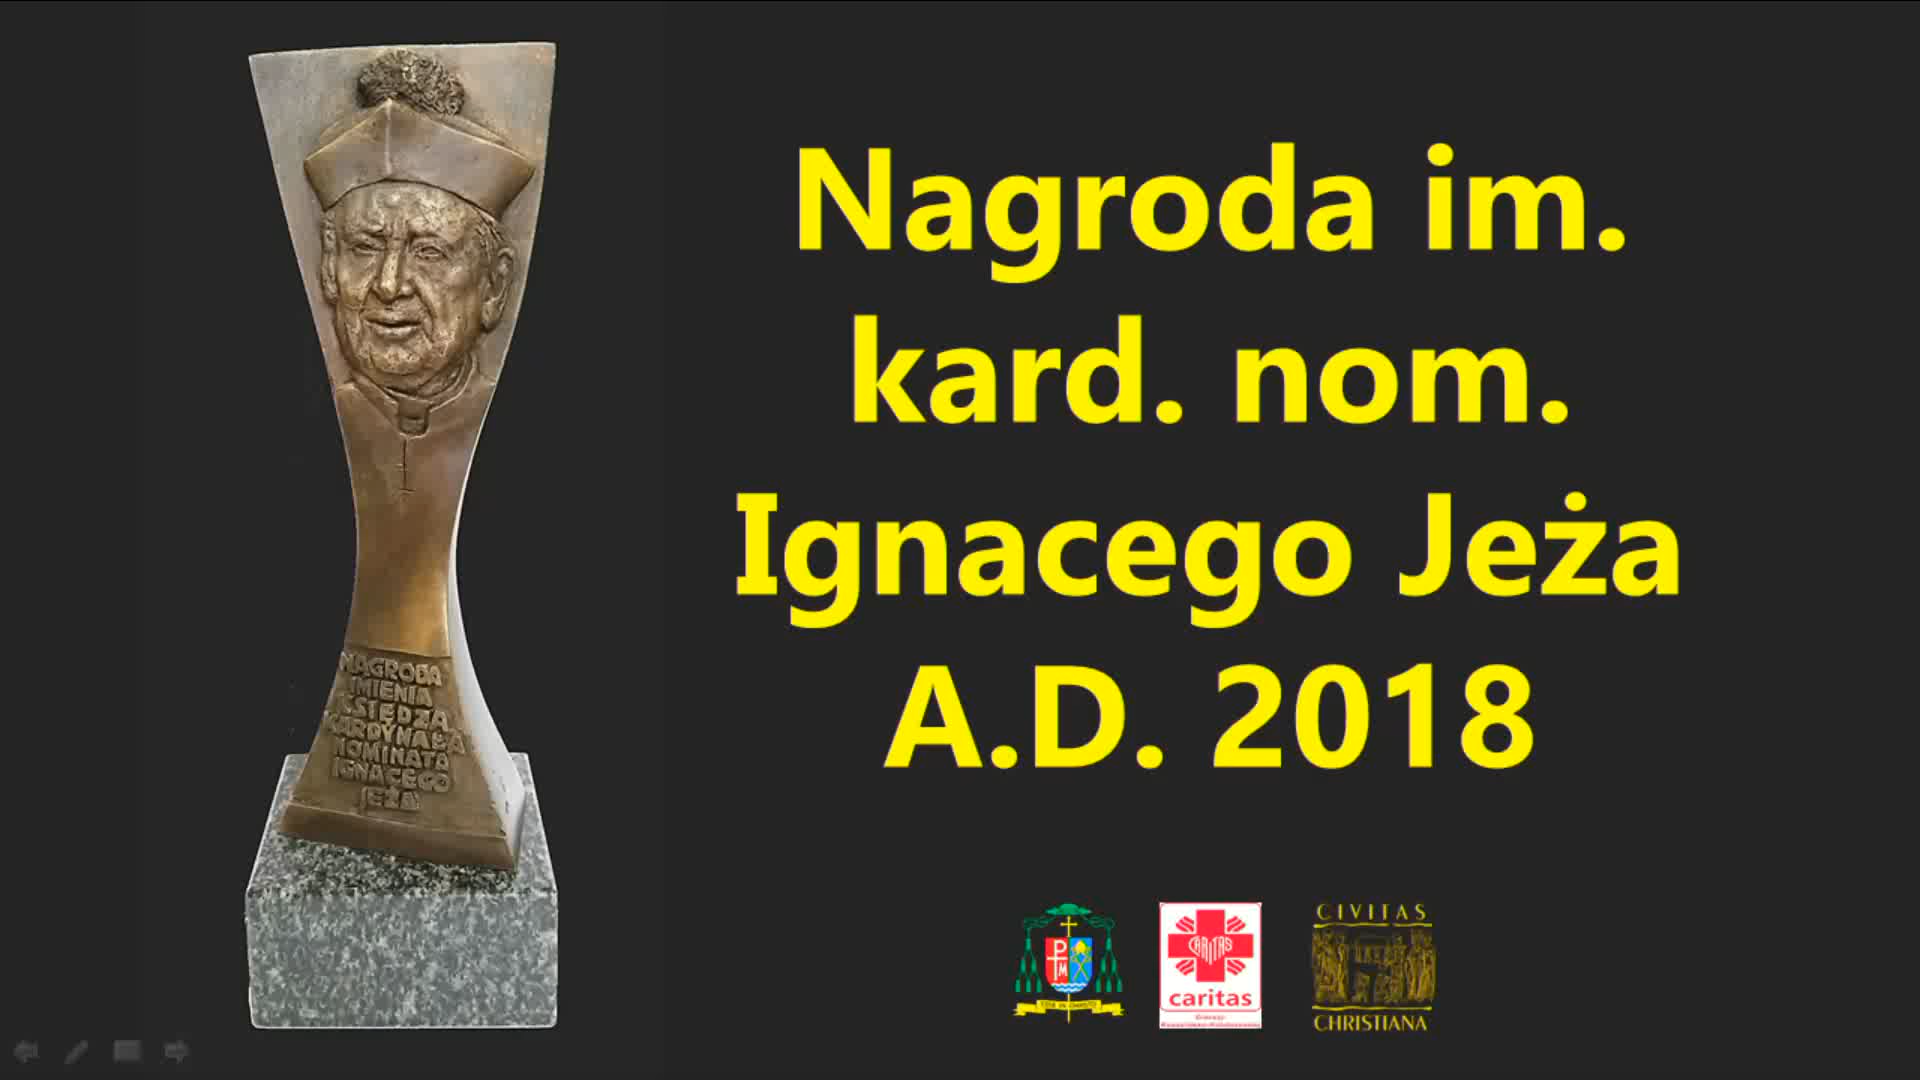 Nagroda im.
kard. nom.
Ignacego Jeża
A.D. 2018
NAGRODA
IMIENIA
KSIĘDZA
KARDYNAŁA
NOMINATA
IGNACEGO
JEŻA
CARITAS
caritas
CIVITAS
CHRISTIANA